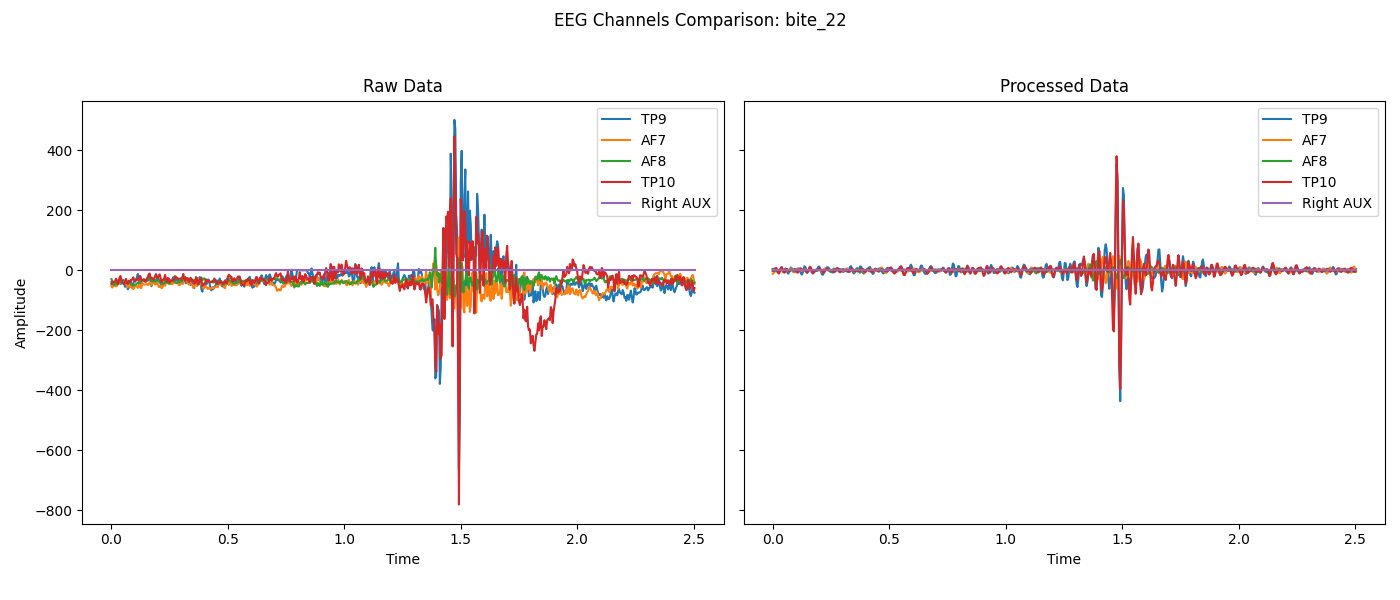 EEG Channels Comparison: bite_22
Raw Data
TP9
AF7
AF8
TP10
Right AUX
400
200
0
−200
−400
−600
−800
Amplitude
0.0 0.5 1.0 1.5 2.0 2.5
Time
Processed Data
TP9
AF7
AF8
TP10
Right AUX
0.0 0.5 1.0 1.5 2.0 2.5
Time